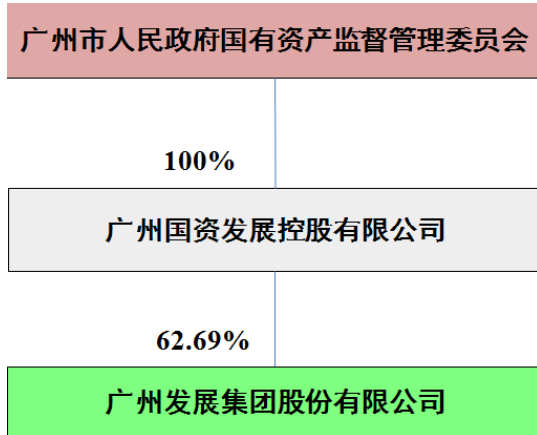 广州市人民政府国有资产监督管理委员会
100%
广州国资发展控股有限公司
62.69%
广州发展集团股份有限公司